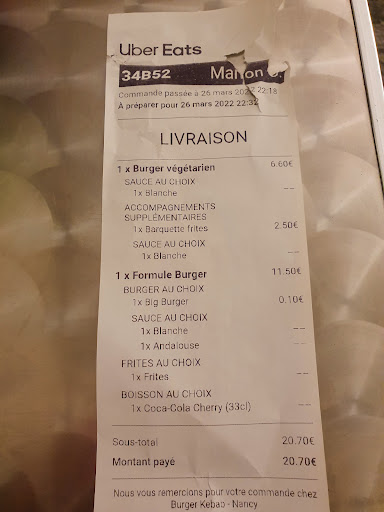 Uber Eats
34B52 Manon
Commande passée à 26 mars 2022 22:18
À préparer pour 26 mars 2022 22:32
LIVRAISON
1 x Burger végétarien 6.60€
SAUCE AU CHOIX
1x Blanche --
ACCOMPAGNEMENTS
SUPPLÉMENTAIRES
1x Barquette frites 2.50€
SAUCE AU CHOIX
1x Blanche --
1 x Formule Burger 11.50€
BURGER AU CHOIX
1x Big Burger 0.10€
SAUCE AU CHOIX
1x Blanche --
1x Andalouse --
FRITES AU CHOIX
1x Frites --
BOISSON AU CHOIX
1x Coca-Cola Cherry (33cl) --
Sous-total 20.70€
Montant payé 20.70€
Nous vous remercions pour votre commande chez
Burger Kebab - Nancy